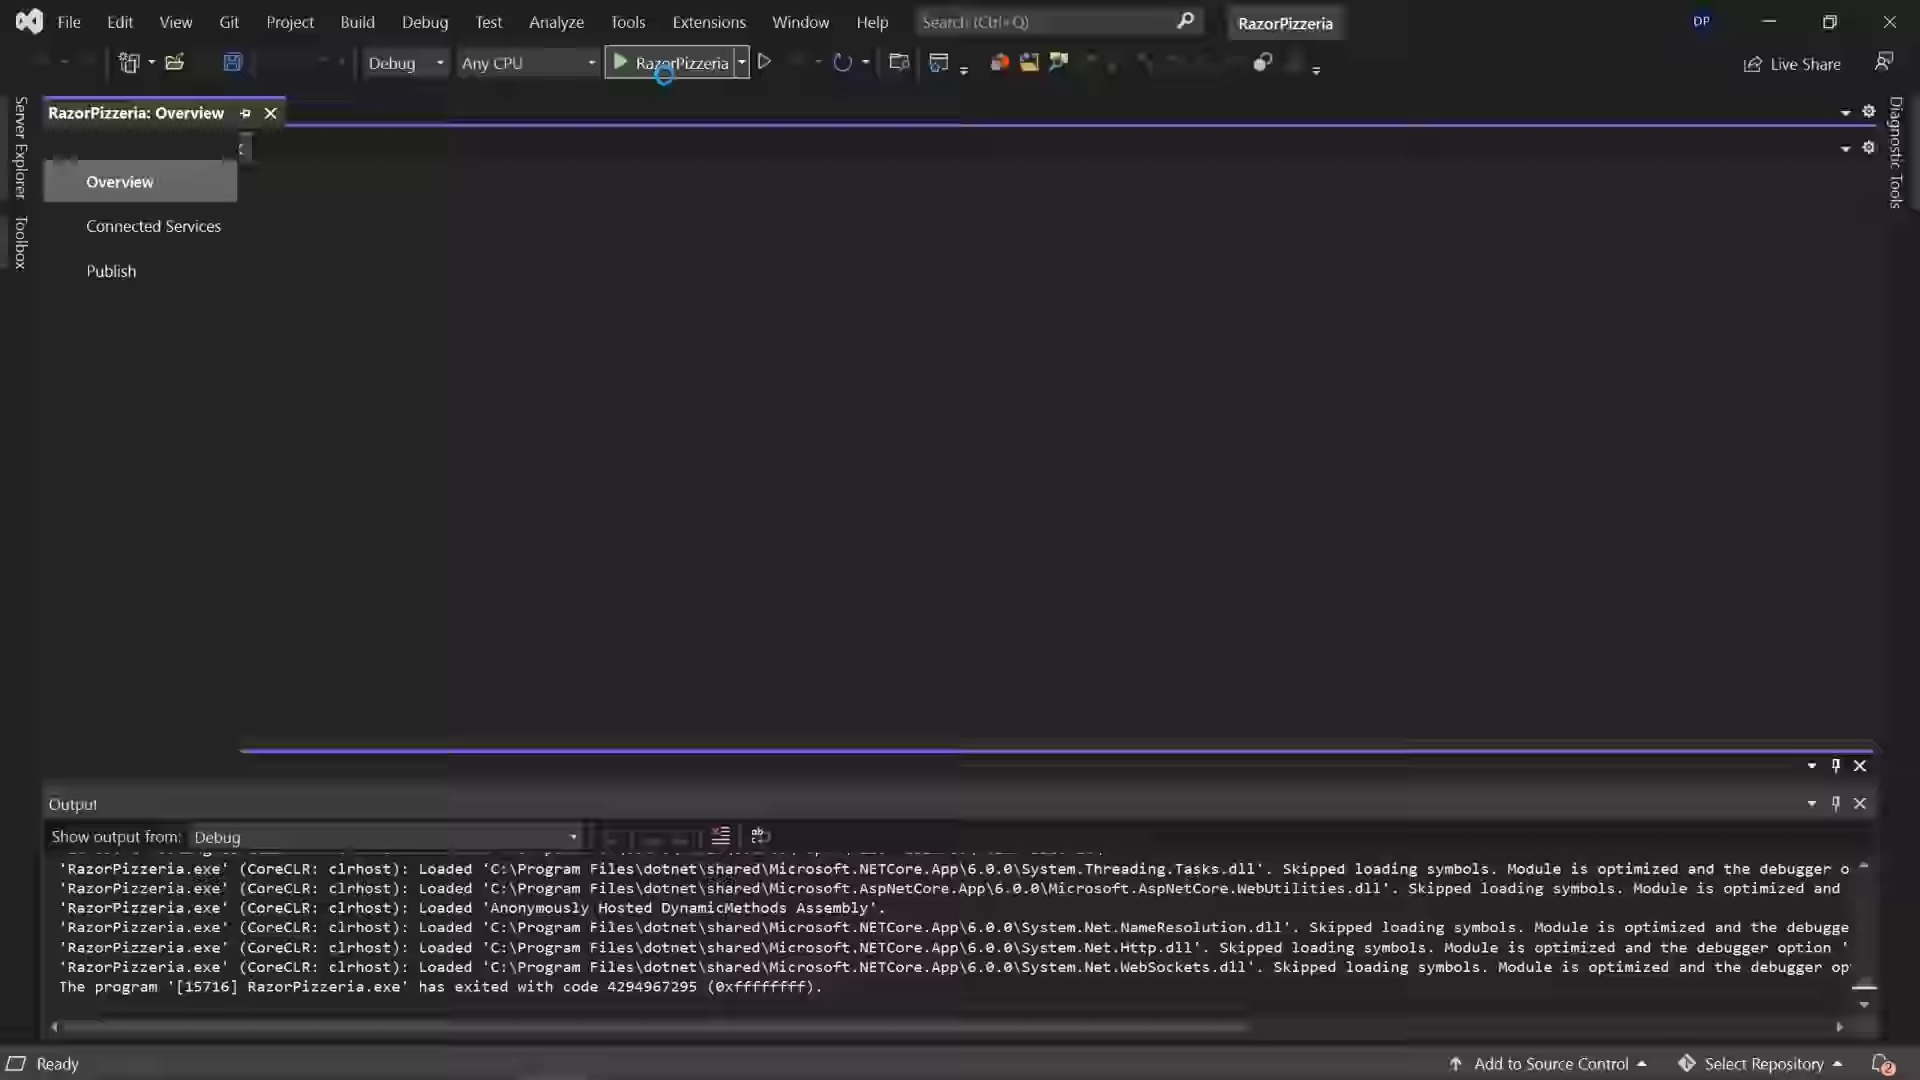 File Edit View Git Project Build Debug Test Analyze Tools Extensions Window Help Search (Ctrl+Q) RazorPizzeria DP
Debug Any CPU RazorPizzeria Live Share
RazorPizzeria: Overview
Server Explorer
Toolbox
Diagnostic Tools
Overview
Connected Services
Publish
Output
Show output from: Debug
'RazorPizzeria.exe' (CoreCLR: clrhost): Loaded 'C:\Program Files\dotnet\shared\Microsoft.NETCore.App\6.0.0\System.Threading.Tasks.dll'. Skipped loading symbols. Module is optimized and the debugger o
'RazorPizzeria.exe' (CoreCLR: clrhost): Loaded 'C:\Program Files\dotnet\shared\Microsoft.AspNetCore.App\6.0.0\Microsoft.AspNetCore.WebUtilities.dll'. Skipped loading symbols. Module is optimized and
'RazorPizzeria.exe' (CoreCLR: clrhost): Loaded 'Anonymously Hosted DynamicMethods Assembly'.
'RazorPizzeria.exe' (CoreCLR: clrhost): Loaded 'C:\Program Files\dotnet\shared\Microsoft.NETCore.App\6.0.0\System.Net.NameResolution.dll'. Skipped loading symbols. Module is optimized and the debugge
'RazorPizzeria.exe' (CoreCLR: clrhost): Loaded 'C:\Program Files\dotnet\shared\Microsoft.NETCore.App\6.0.0\System.Net.Http.dll'. Skipped loading symbols. Module is optimized and the debugger option '
'RazorPizzeria.exe' (CoreCLR: clrhost): Loaded 'C:\Program Files\dotnet\shared\Microsoft.NETCore.App\6.0.0\System.Net.WebSockets.dll'. Skipped loading symbols. Module is optimized and the debugger op
The program '[15716] RazorPizzeria.exe' has exited with code 4294967295 (0xffffffff).
Ready Add to Source Control Select Repository 2